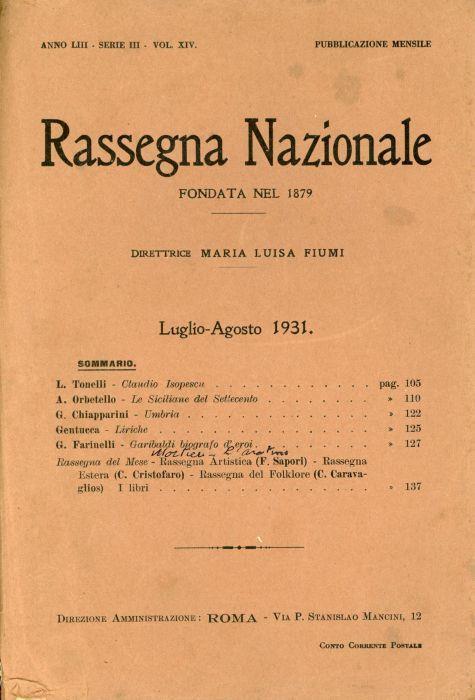 ANNO LIII - SERIE III - VOL. XIV. PUBBLICAZIONE MENSILE
Rassegna Nazionale
FONDATA NEL 1879
DIRETTRICE MARIA LUISA FIUMI
Luglio-Agosto 1931.
SOMMARIO.
L. Tonelli - Claudio Isopescu . . . . . . . . . . . . pag. 105
A. Orbetello - Le Siciliane del Settecento . . . . . . . . » 110
G. Chiapparini - Umbria . . . . . . . . . . . . . » 122
Gentucca - Liriche . . . . . . . . . . . . . . . » 125
G. Farinelli - Garibaldi biografo d'eroi . . . . . . . . » 127
Rassegna del Mese - Rassegna Artistica (F. Sapori) - Rassegna
Estera (C. Cristofaro) - Rassegna del Folklore (C. Carava-
glios) - I libri . . . . . . . . . . . . . . . » 137
DIREZIONE AMMINISTRAZIONE: ROMA - VIA P. STANISLAO MANCINI, 12
CONTO CORRENTE POSTALE